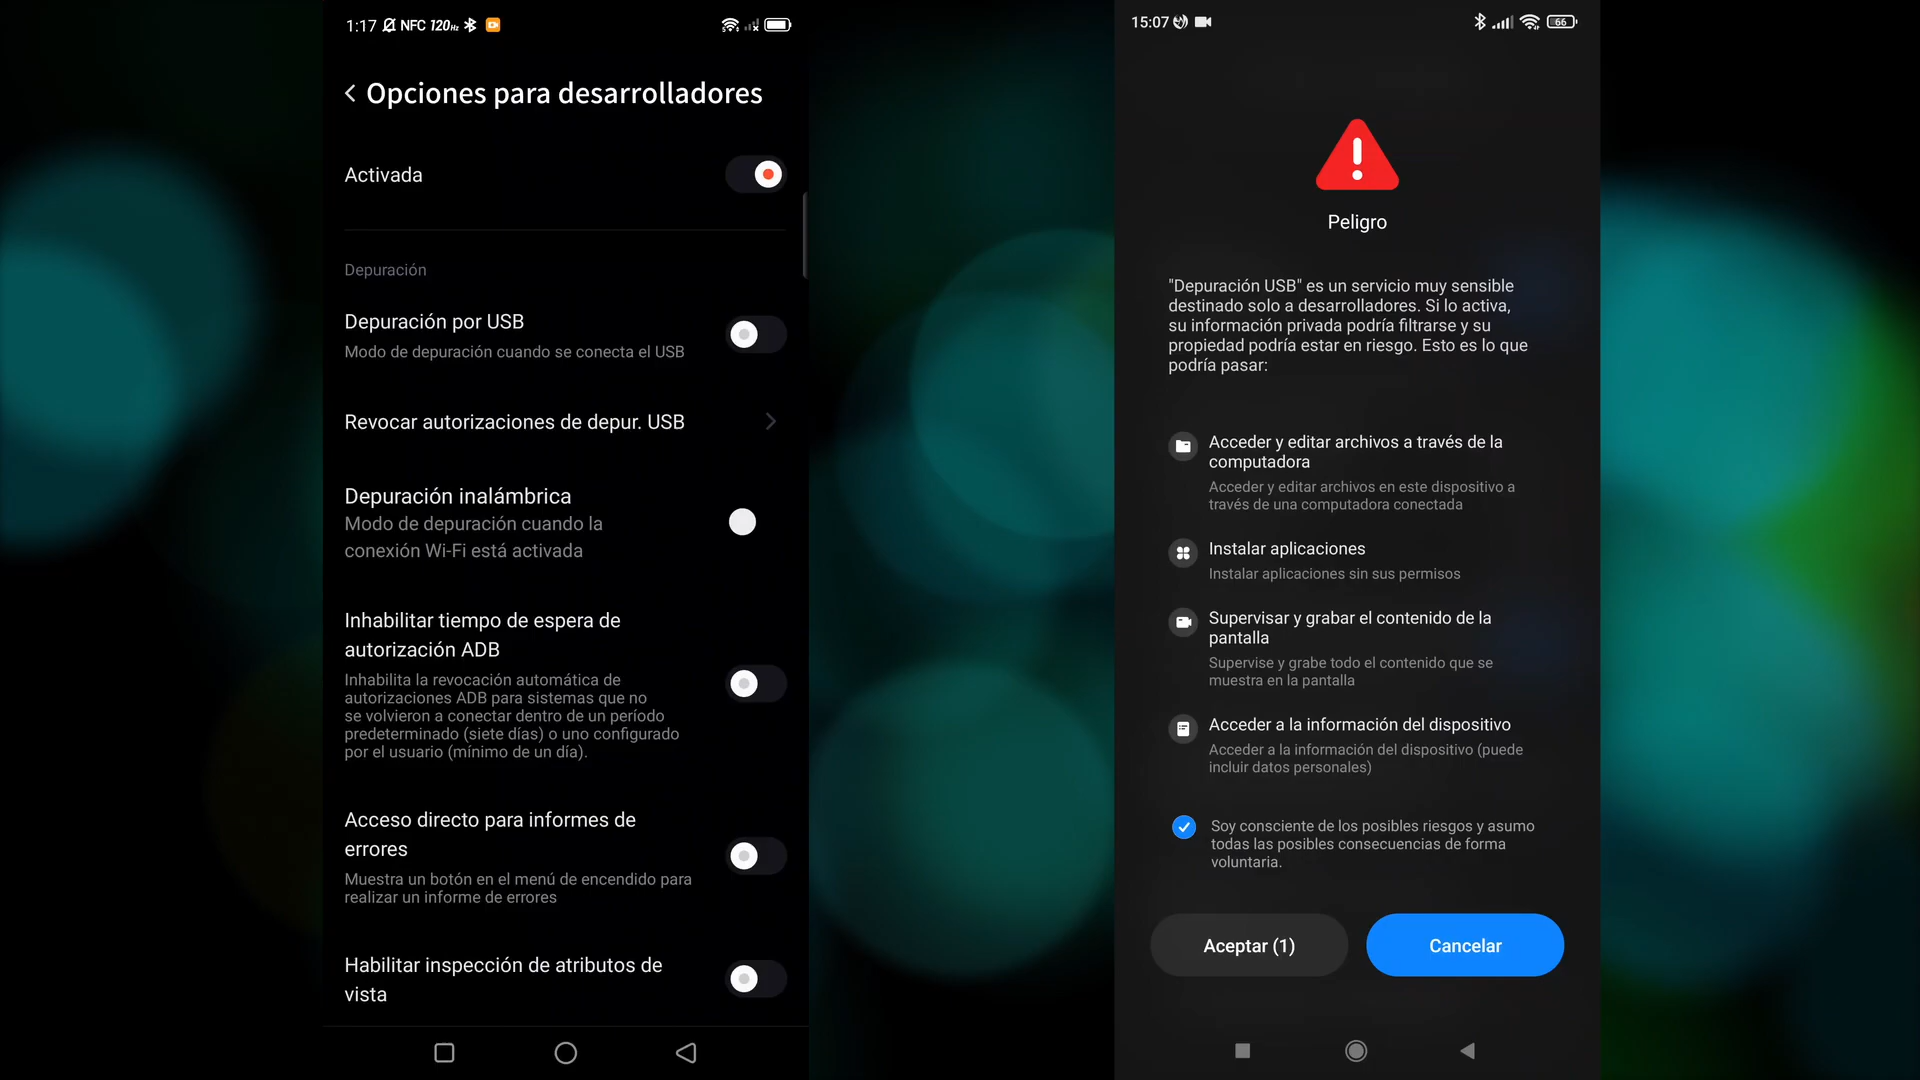 1:17 NFC 120Hz
Opciones para desarrolladores
Activada
Depuración
Depuración por USB
Modo de depuración cuando se conecta el USB
Revocar autorizaciones de depur. USB
Depuración inalámbrica
Modo de depuración cuando la
conexión Wi-Fi está activada
Inhabilitar tiempo de espera de
autorización ADB
Inhabilita la revocación automática de
autorizaciones ADB para sistemas que no
se volvieron a conectar dentro de un período
predeterminado (siete días) o uno configurado
por el usuario (mínimo de un día).
Acceso directo para informes de
errores
Muestra un botón en el menú de encendido para
realizar un informe de errores
Habilitar inspección de atributos de
vista
15:07
66
Peligro
"Depuración USB" es un servicio muy sensible
destinado solo a desarrolladores. Si lo activa,
su información privada podría filtrarse y su
propiedad podría estar en riesgo. Esto es lo que
podría pasar:
Acceder y editar archivos a través de la
computadora
Acceder y editar archivos en este dispositivo a
través de una computadora conectada
Instalar aplicaciones
Instalar aplicaciones sin sus permisos
Supervisar y grabar el contenido de la
pantalla
Supervise y grabe todo el contenido que se
muestra en la pantalla
Acceder a la información del dispositivo
Acceder a la información del dispositivo (puede
incluir datos personales)
Soy consciente de los posibles riesgos y asumo
todas las posibles consecuencias de forma
voluntaria.
Aceptar (1)
Cancelar